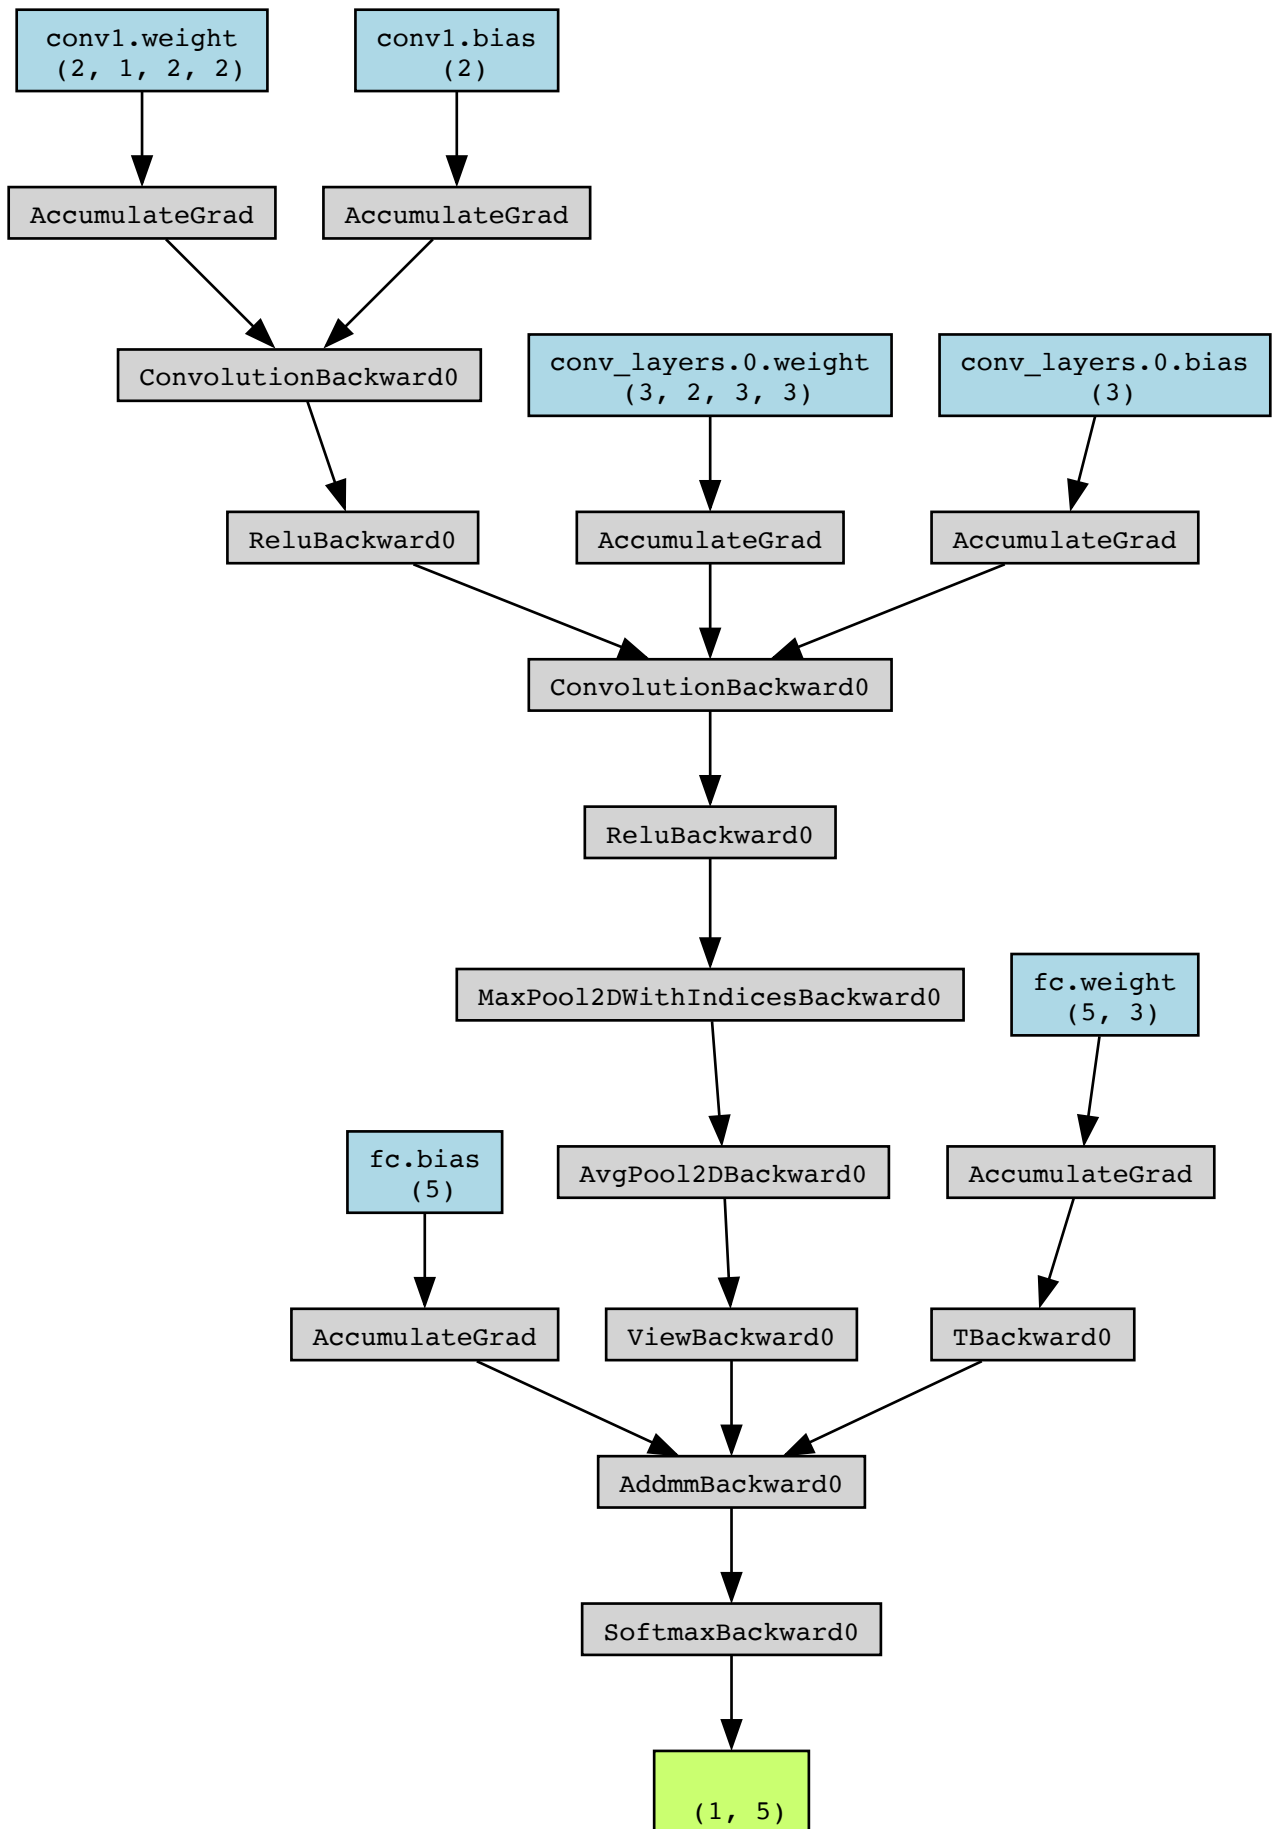 conv1.weight
(2, 1, 2, 2)
conv1.bias
(2)
AccumulateGrad
AccumulateGrad
ConvolutionBackward0
conv_layers.0.weight
(3, 2, 3, 3)
conv_layers.0.bias
(3)
ReluBackward0
AccumulateGrad
AccumulateGrad
ConvolutionBackward0
ReluBackward0
MaxPool2DWithIndicesBackward0
fc.weight
(5, 3)
fc.bias
(5)
AvgPool2DBackward0
AccumulateGrad
AccumulateGrad
ViewBackward0
TBackward0
AddmmBackward0
SoftmaxBackward0
(1, 5)